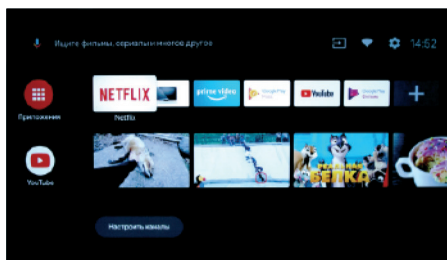 Ищите фильмы, сериалы и многое другое
14:52
NETFLIX
prime video
Google Play
YouTube
Google Play
Приложения
Netflix
БЕЛКА
YouTube
Настроить каналы